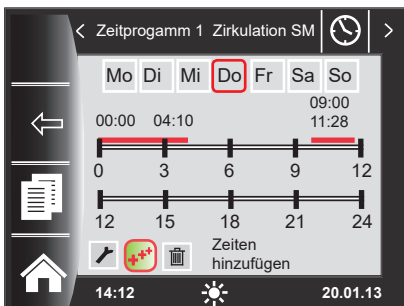 < Zeitprogamm 1 Zirkulation SM >
Mo Di Mi Do Fr Sa So
09:00
00:00 04:10 11:28
0 3 6 9 12
12 15 18 21 24
+++ Zeiten
hinzufügen
14:12 20.01.13